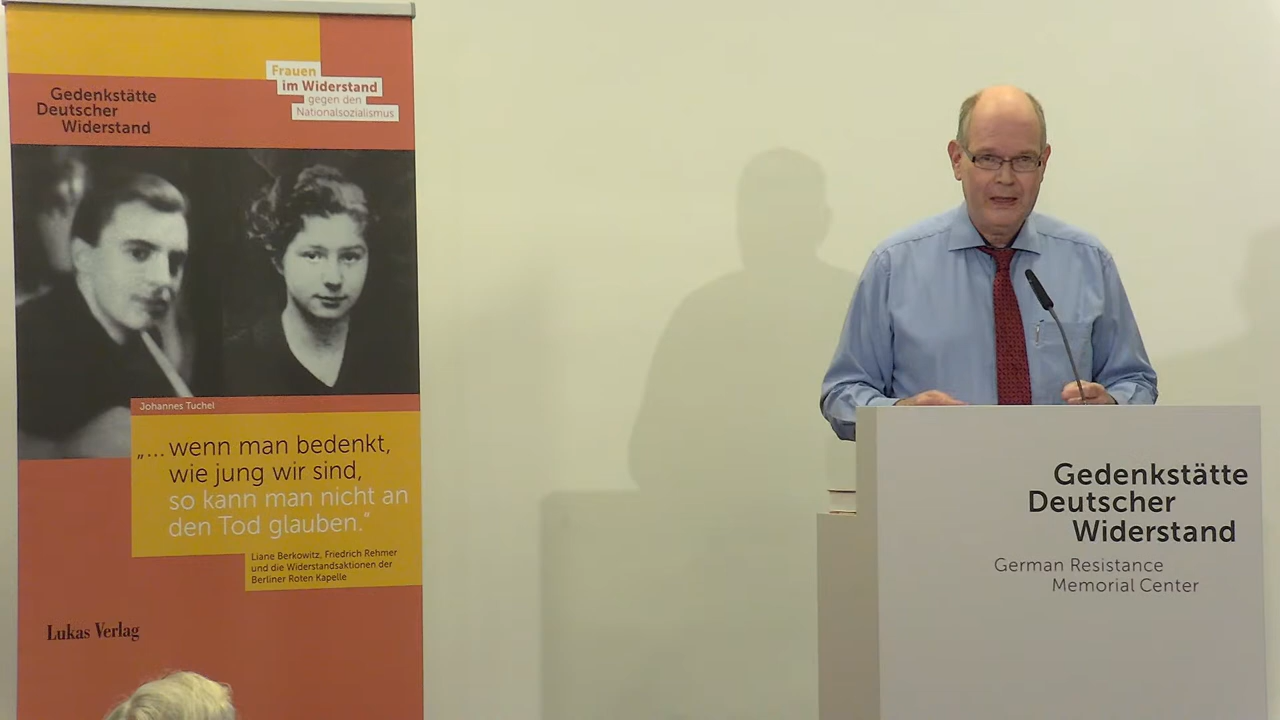 Gedenkstätte
Deutscher
Widerstand
Frauen
im Widerstand
gegen den
Nationalsozialismus
Johannes Tuchel
„... wenn man bedenkt,
wie jung wir sind,
so kann man nicht an
den Tod glauben.“
Liane Berkowitz, Friedrich Rehmer
und die Widerstandsaktionen der
Berliner Roten Kapelle
Lukas Verlag
Gedenkstätte
Deutscher
Widerstand
German Resistance
Memorial Center